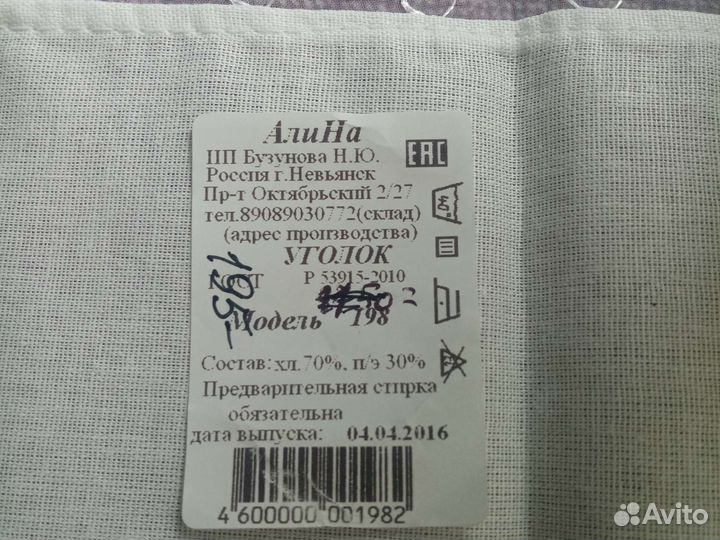 АлиНа
ИП Бузунова Н.Ю.
EAC
Россия г.Невьянск
Пр-т Октябрьский 2/27
тел.89089030772(склад)
(адрес производства)
УГОЛОК
ГОСТ Р 53915-2010
195-
Модель 198
Состав:хл.70%, п/э 30%
Предварительная стирка
обязательна
дата выпуска: 04.04.2016
4 600000 001982
Avito